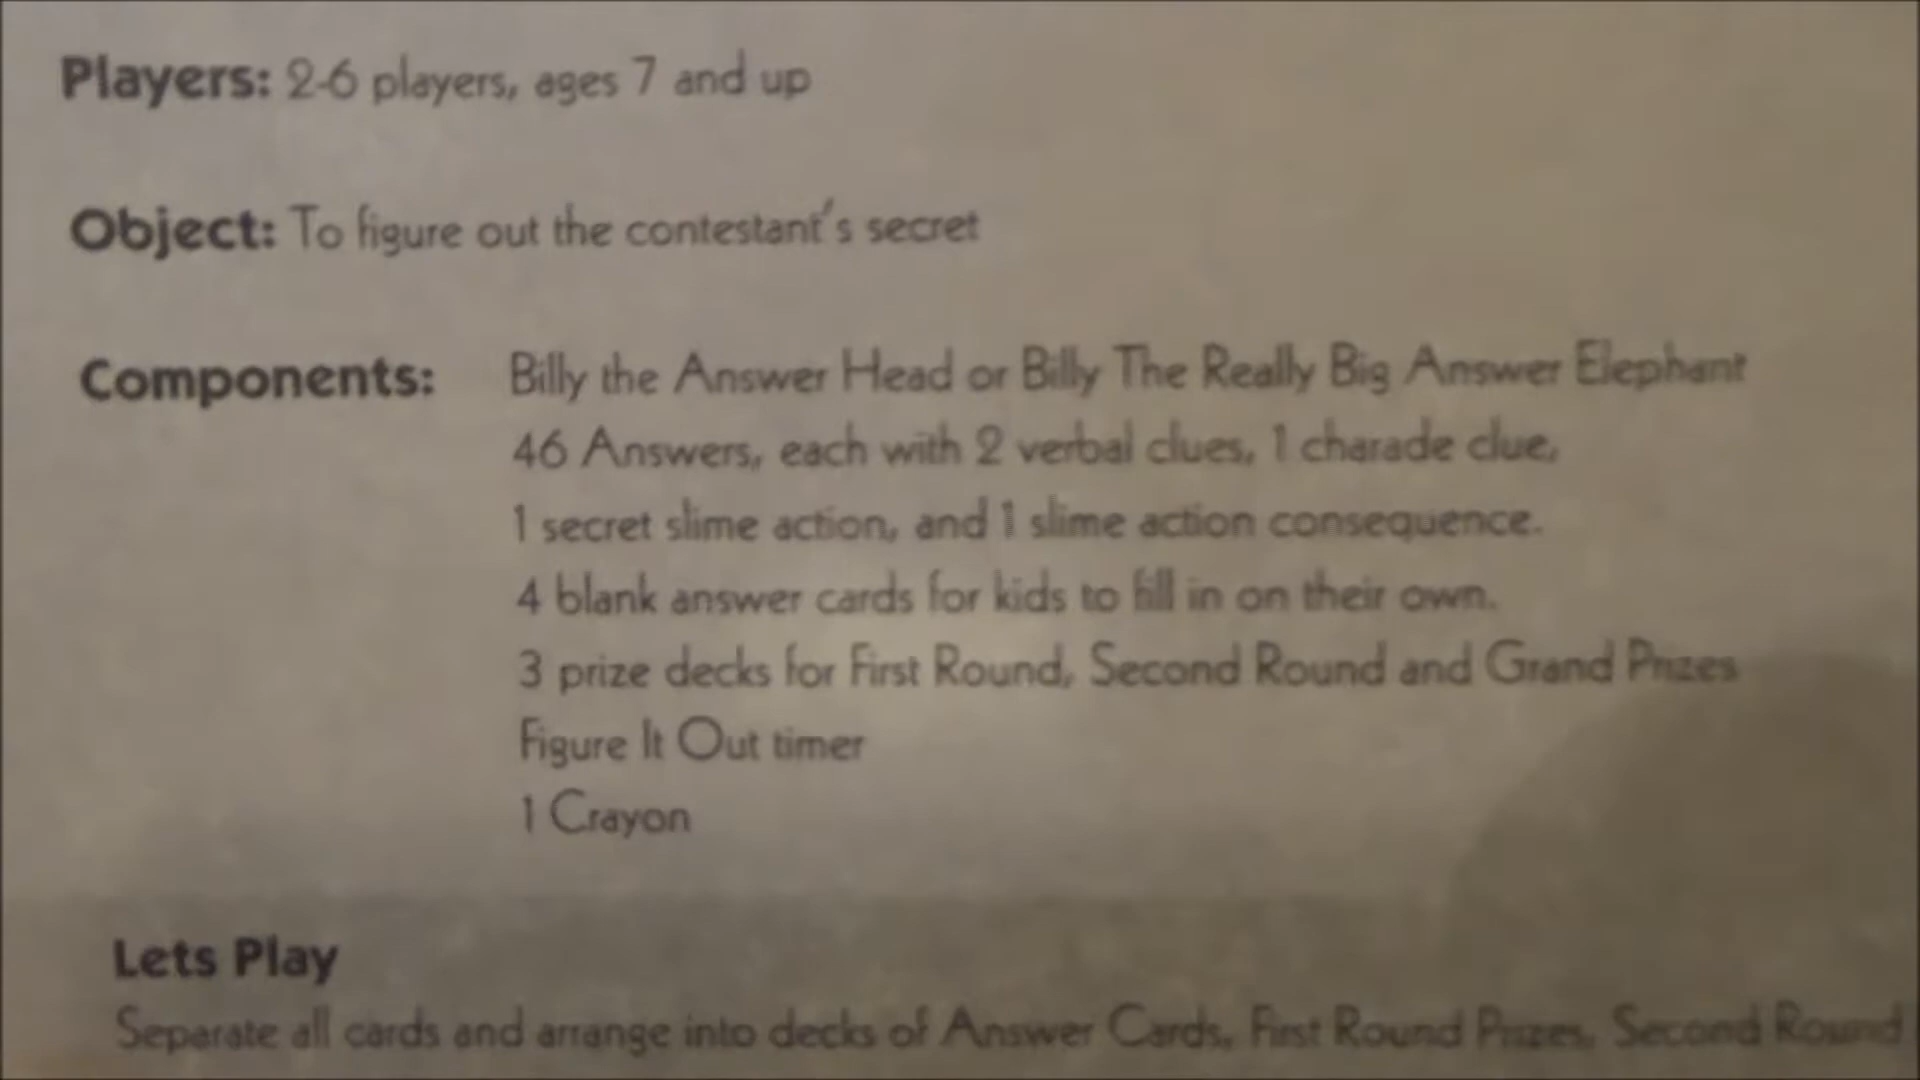 Players: 2-6 players, ages 7 and up
Object: To figure out the contestant's secret
Components: Billy the Answer Head or Billy The Really Big Answer Elephant
46 Answers, each with 2 verbal clues, 1 charade clue,
1 secret slime action, and 1 slime action consequence.
4 blank answer cards for kids to fill in on their own.
3 prize decks for First Round, Second Round and Grand Prizes
Figure It Out timer
1 Crayon
Lets Play
Separate all cards and arrange into decks of Answer Cards, First Round Prizes, Second Round